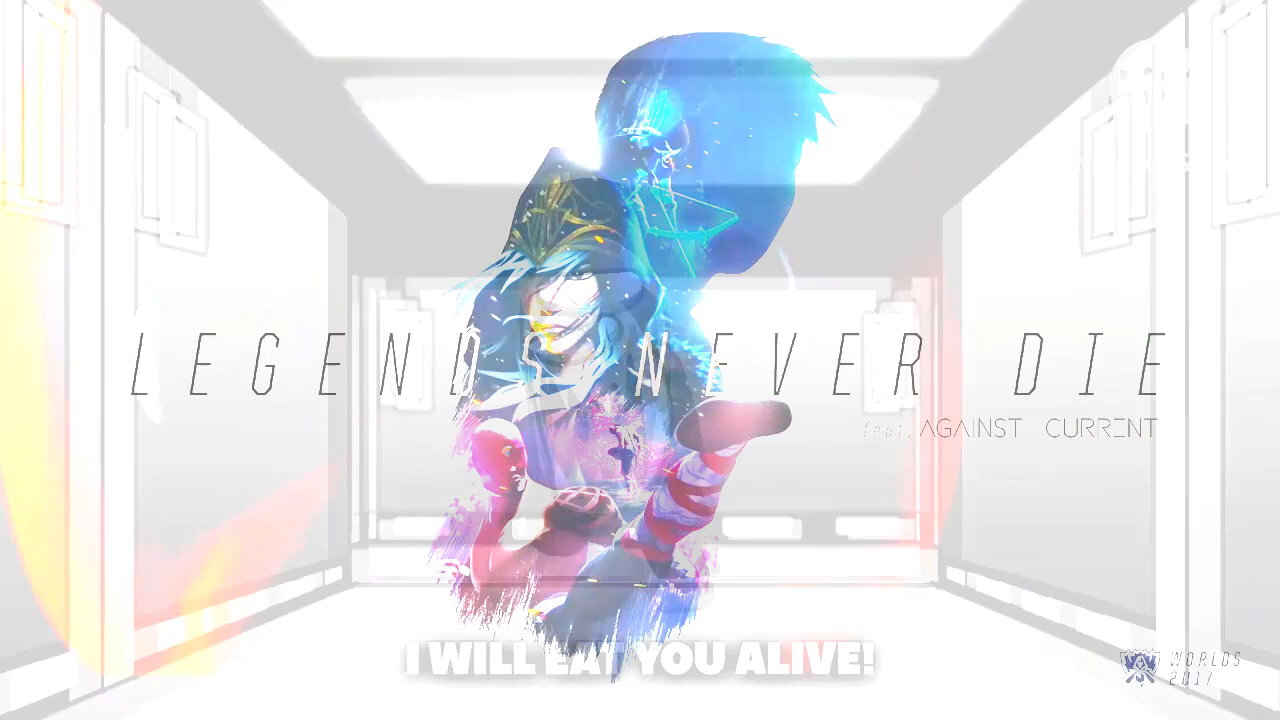 LEGENDS NEVER DIE
feat. AGAINST CURRENT
I WILL EAT YOU ALIVE!
WORLDS
2017